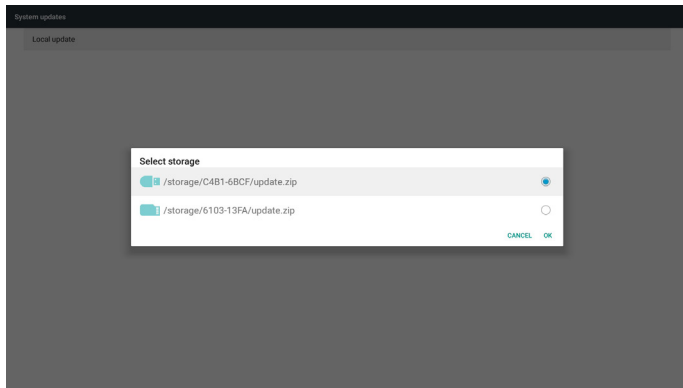 System updates
Local update
Select storage
/storage/C4B1-6BCF/update.zip
/storage/6103-13FA/update.zip
CANCEL OK